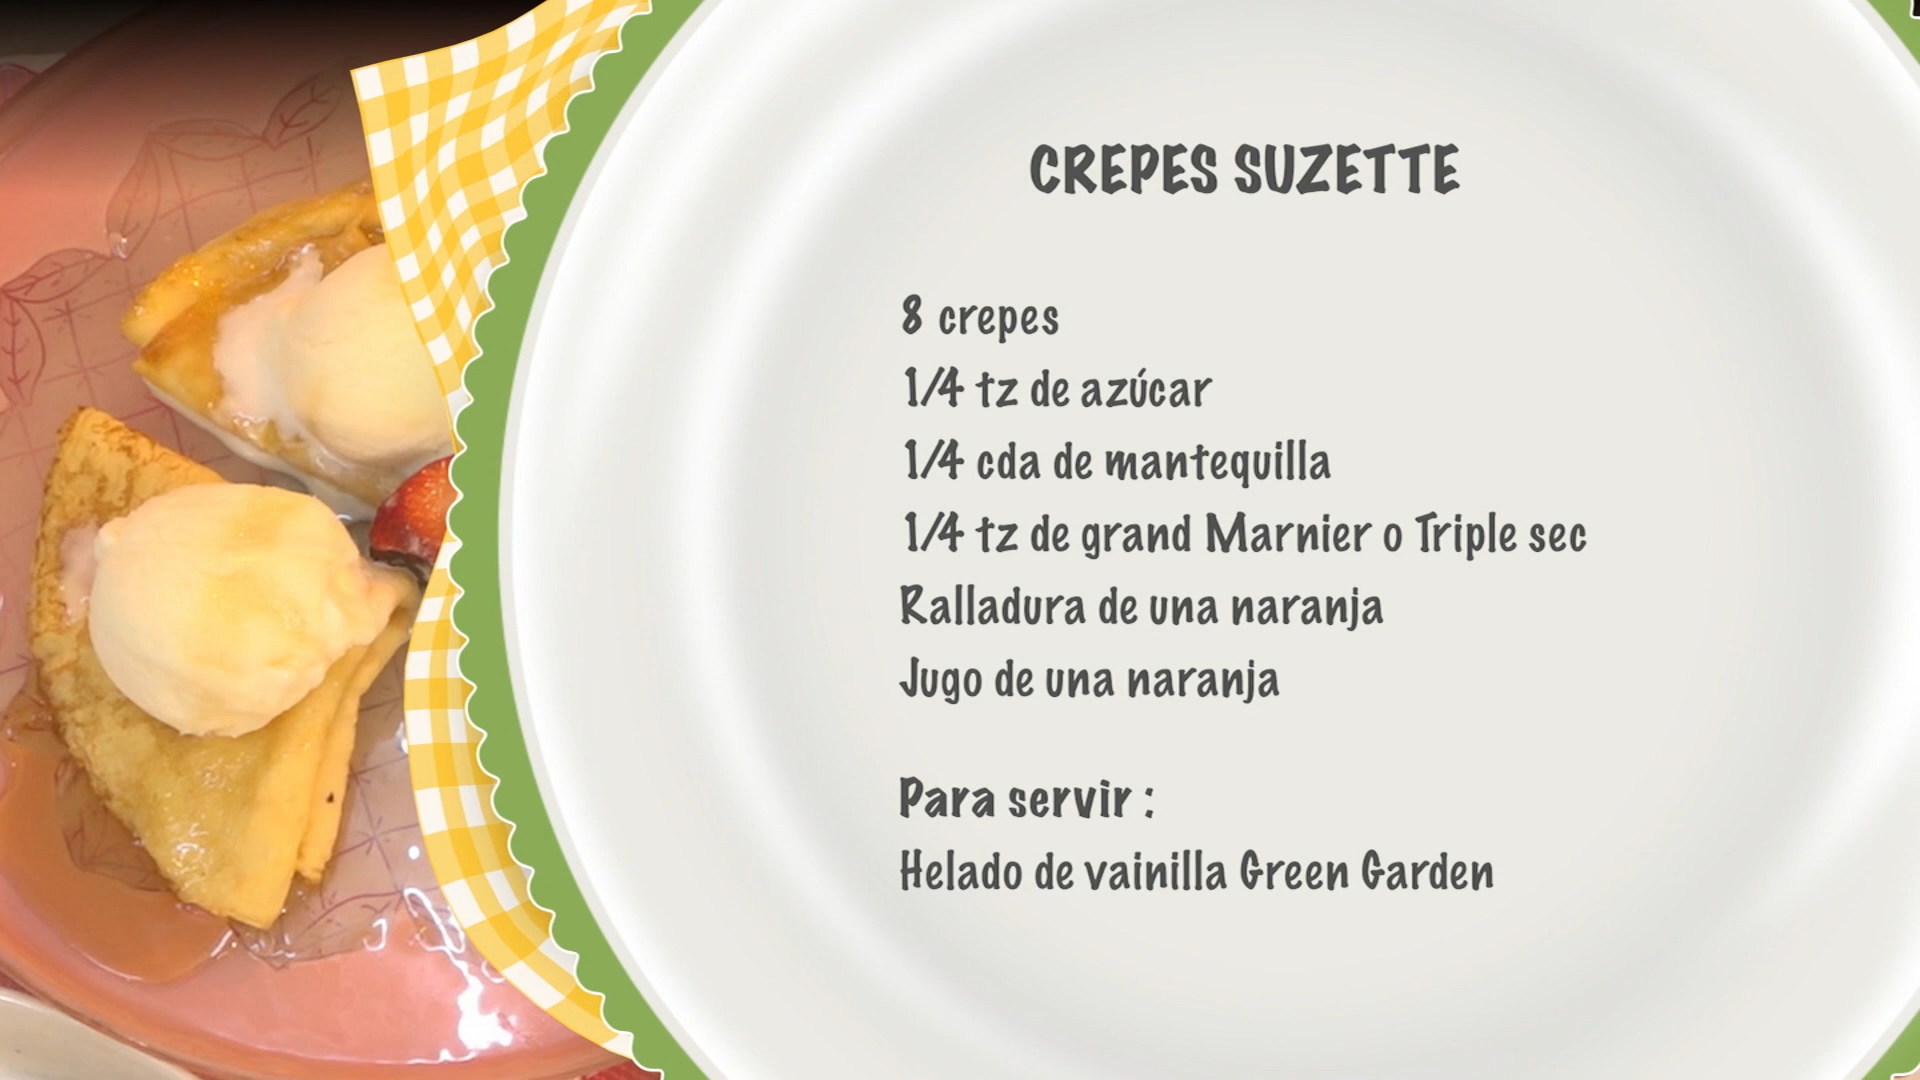 CREPES SUZETTE
8 crepes
1/4 tz de azúcar
1/4 cda de mantequilla
1/4 tz de grand Marnier o Triple sec
Ralladura de una naranja
Jugo de una naranja
Para servir :
Helado de vainilla Green Garden